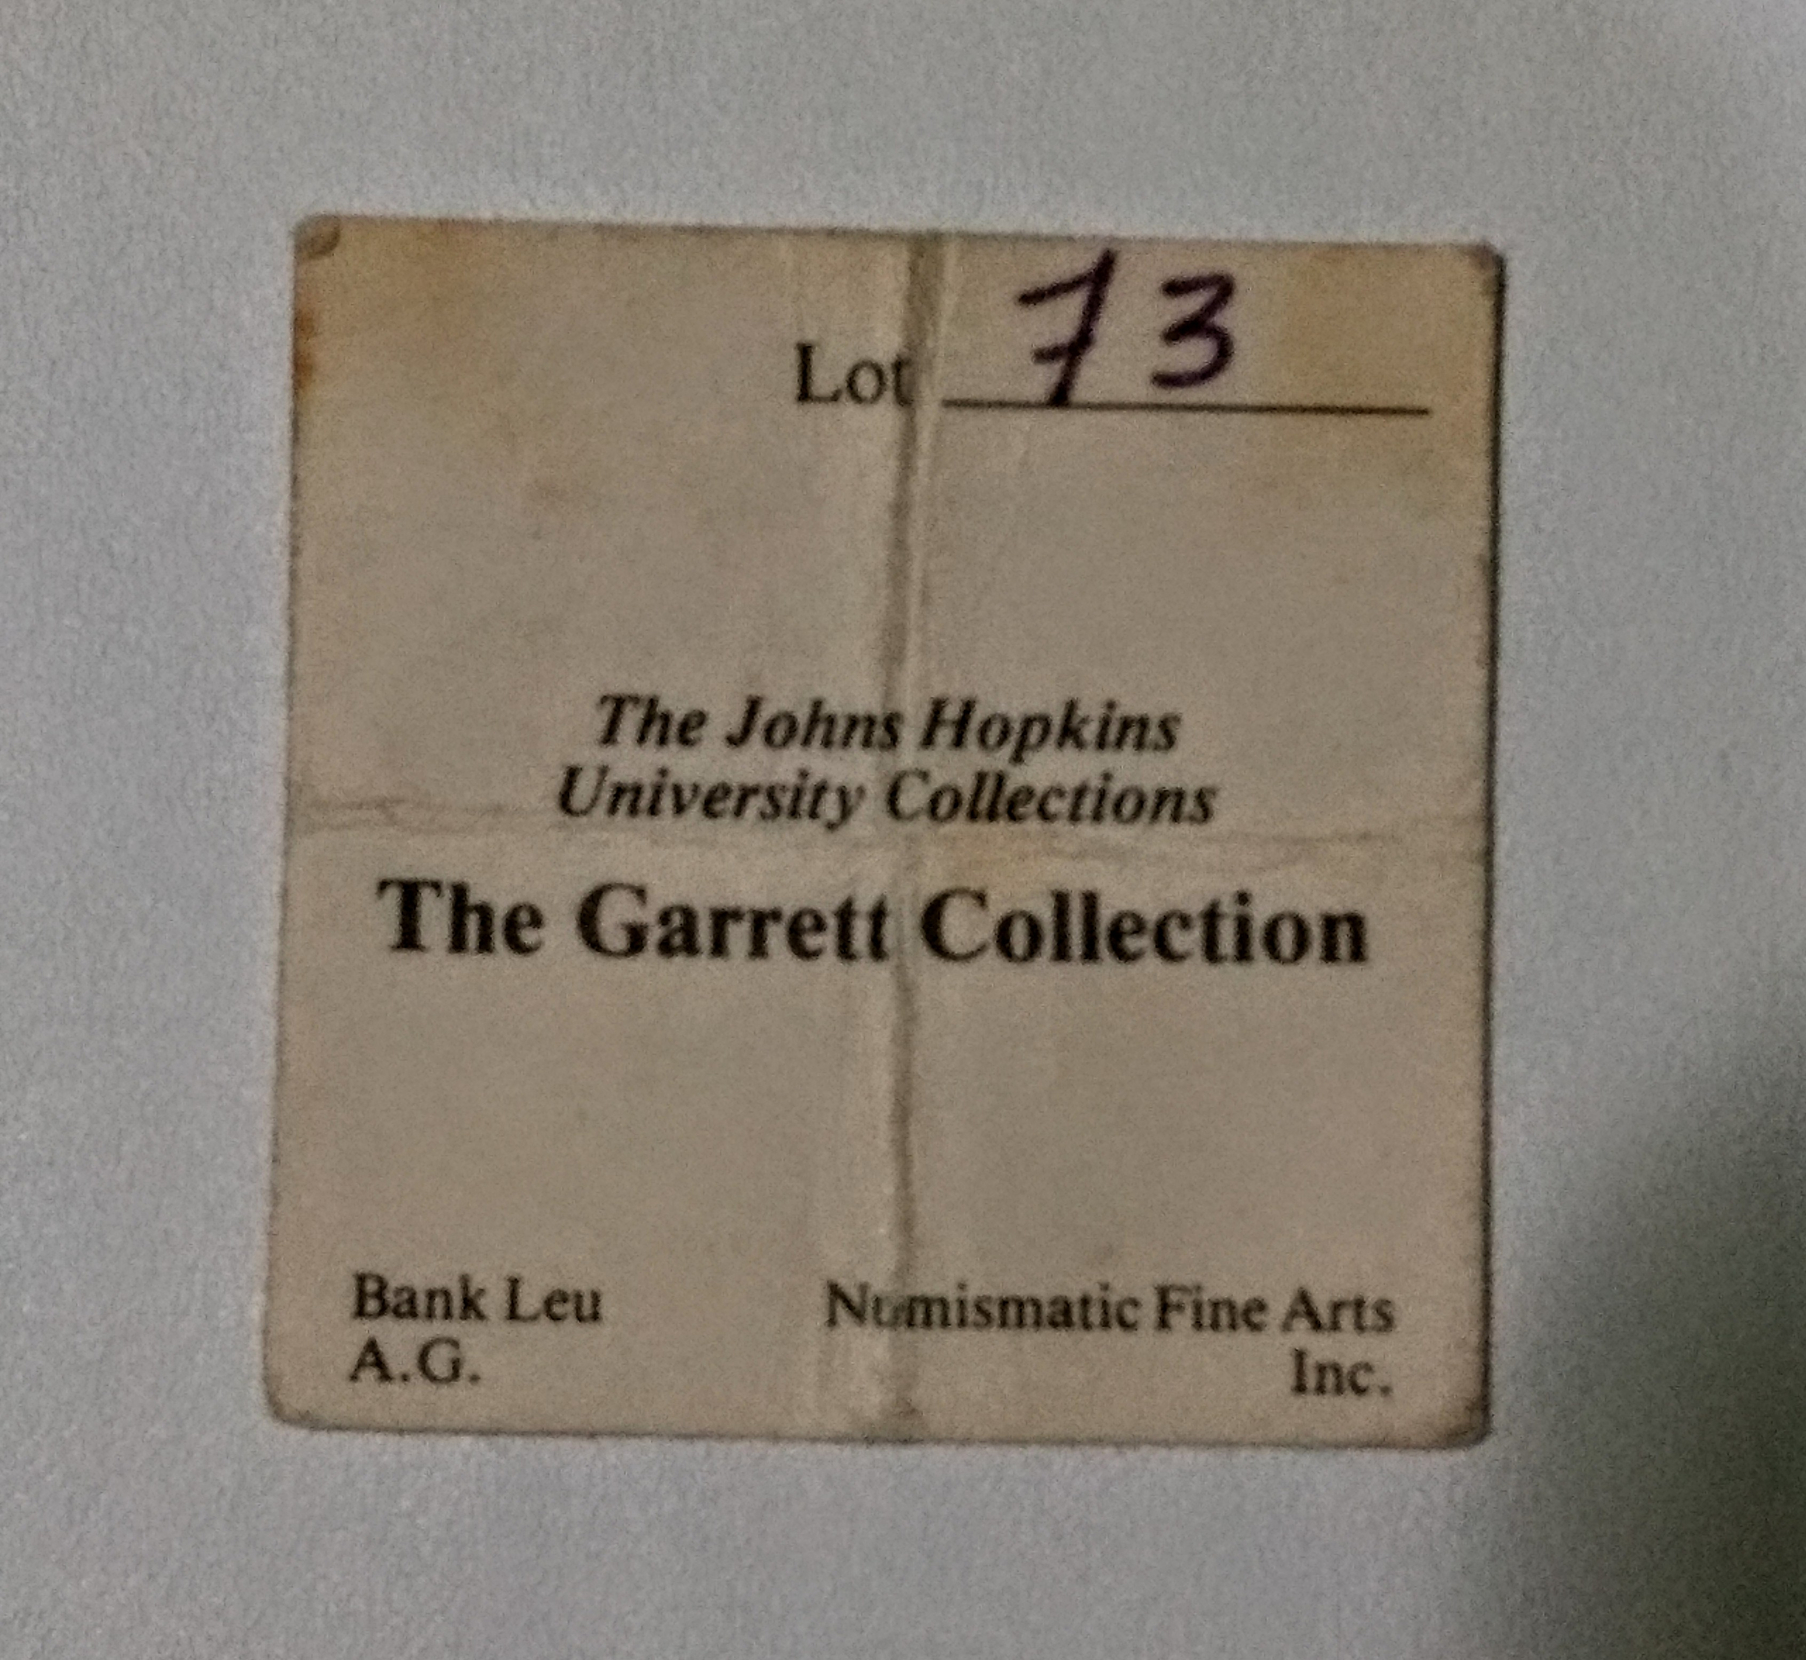 Lot 73
The Johns Hopkins
University Collections
The Garrett Collection
Bank Leu
A.G.
Numismatic Fine Arts
Inc.